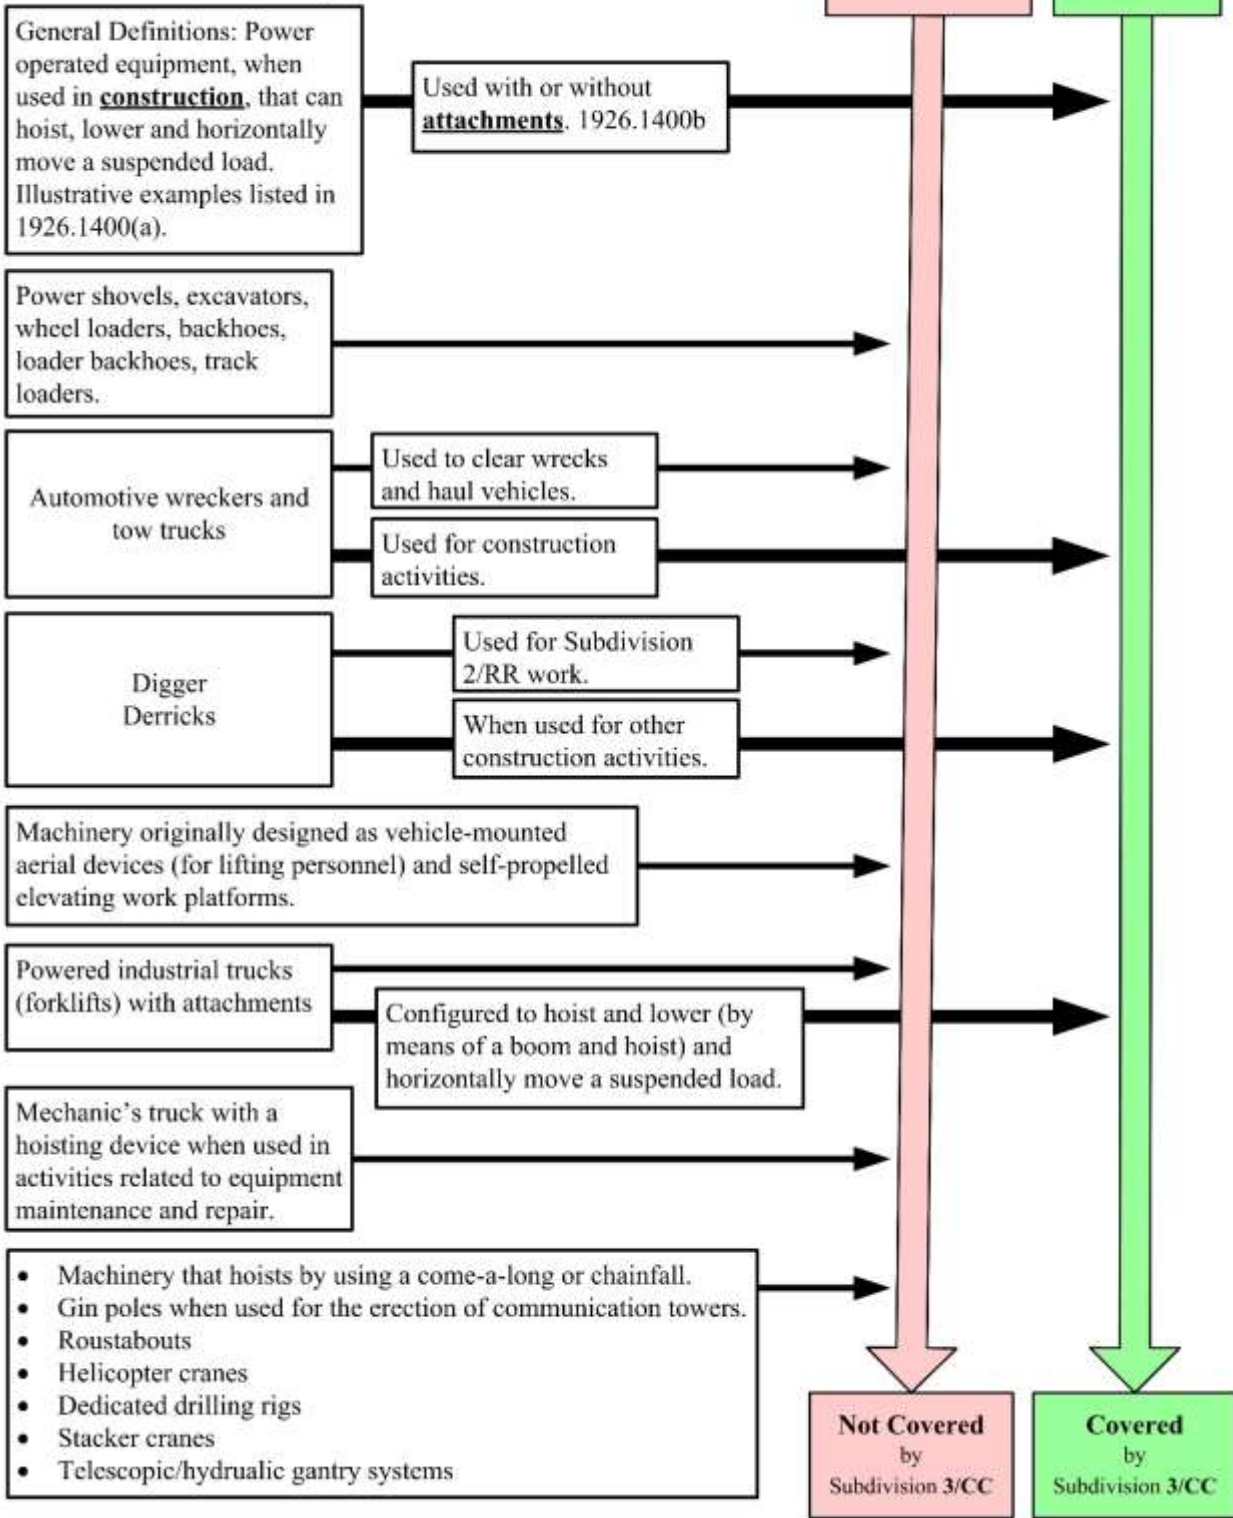 General Definitions: Power
operated equipment, when
used in construction, that can
hoist, lower and horizontally
move a suspended load.
Illustrative examples listed in
1926.1400(a).
Used with or without
attachments. 1926.1400b
Power shovels, excavators,
wheel loaders, backhoes,
loader backhoes, track
loaders.
Automotive wreckers and
tow trucks
Used to clear wrecks
and haul vehicles.
Used for construction
activities.
Digger
Derricks
Used for Subdivision
2/RR work.
When used for other
construction activities.
Machinery originally designed as vehicle-mounted
aerial devices (for lifting personnel) and self-propelled
elevating work platforms.
Powered industrial trucks
(forklifts) with attachments
Configured to hoist and lower (by
means of a boom and hoist) and
horizontally move a suspended load.
Mechanic’s truck with a
hoisting device when used in
activities related to equipment
maintenance and repair.
• Machinery that hoists by using a come-a-long or chainfall.
• Gin poles when used for the erection of communication towers.
• Roustabouts
• Helicopter cranes
• Dedicated drilling rigs
• Stacker cranes
• Telescopic/hydrualic gantry systems
Not Covered
by
Subdivision 3/CC
Covered
by
Subdivision 3/CC